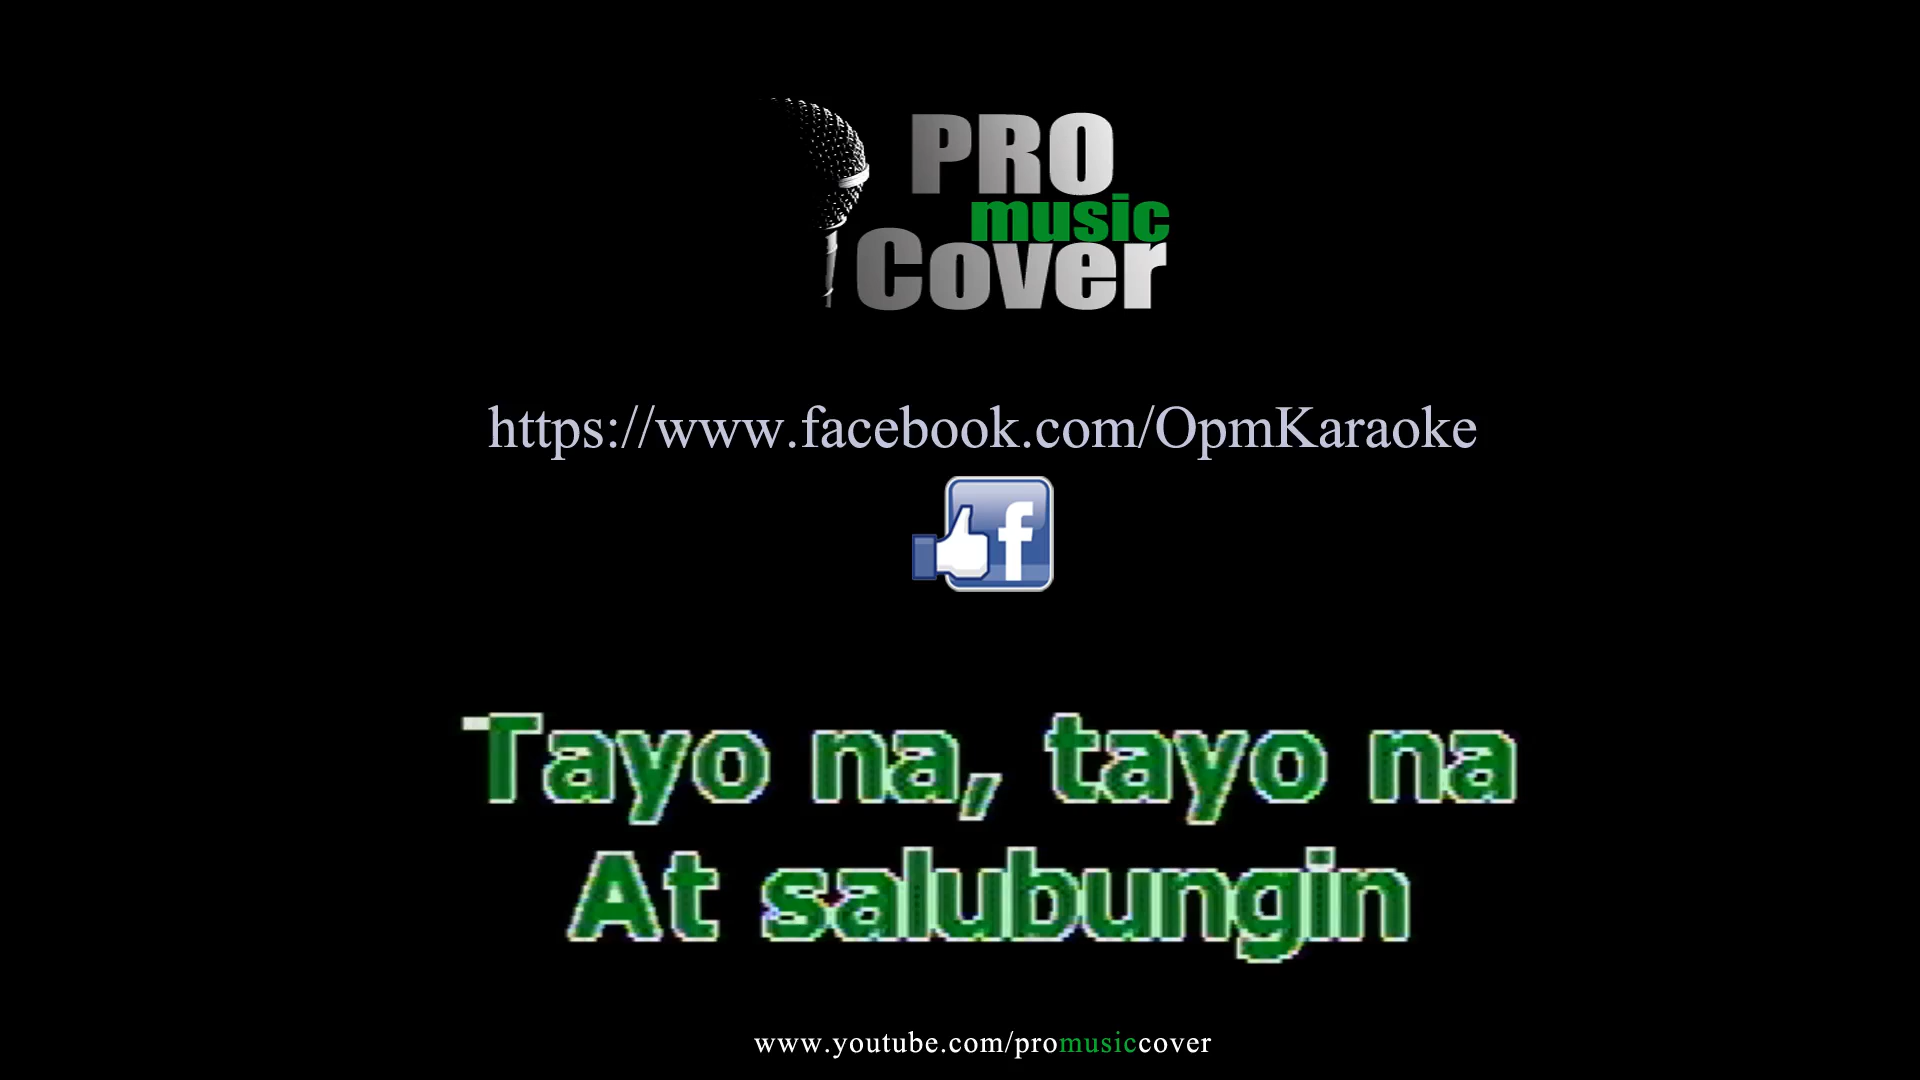 PRO
music
Cover
https://www.facebook.com/OpmKaraoke
f
Tayo na, tayo na
At salubungin
www.youtube.com/promusiccover